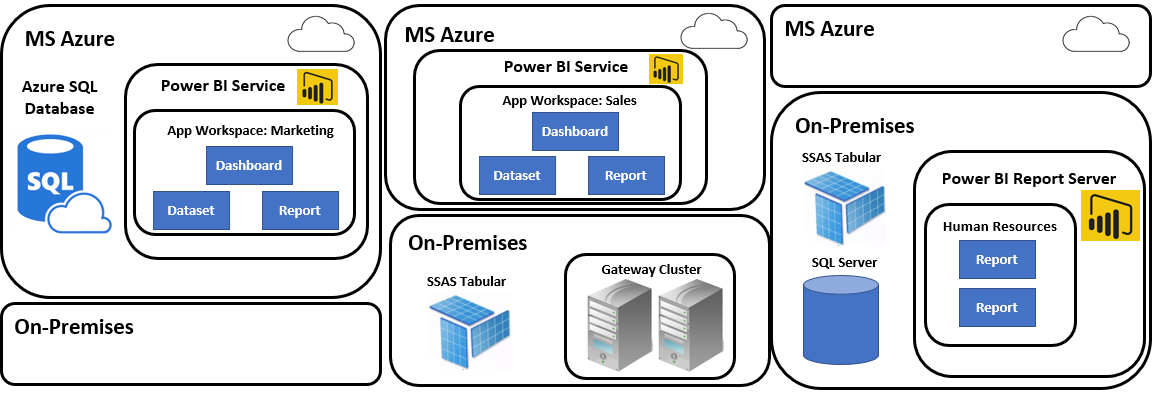 MS Azure
Azure SQL
Database
SQL
Power BI Service
App Workspace: Marketing
Dashboard
Dataset
Report
On-Premises
MS Azure
Power BI Service
App Workspace: Sales
Dashboard
Dataset
Report
On-Premises
SSAS Tabular
Gateway Cluster
MS Azure
On-Premises
SSAS Tabular
SQL Server
Power BI Report Server
Human Resources
Report
Report